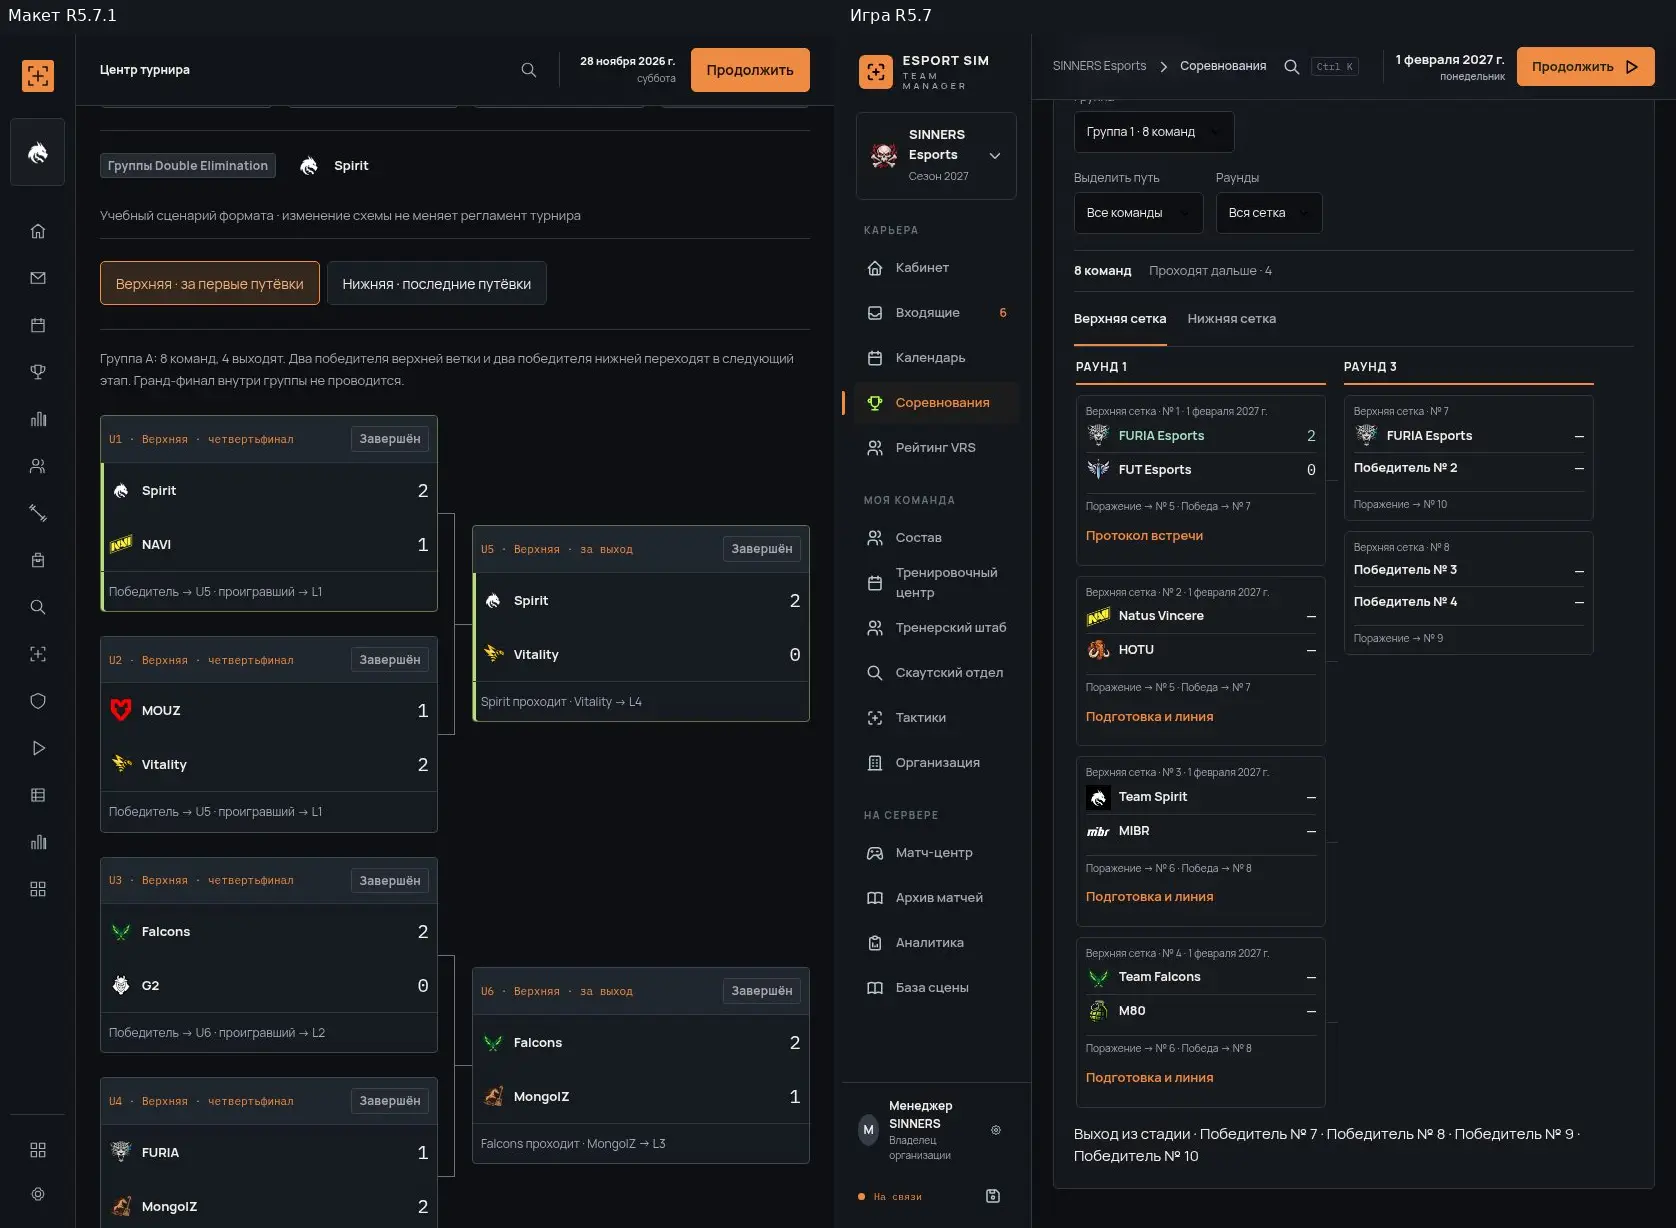 Макет R5.7.1
Центр турнира
28 ноября 2026 г.
суббота
Продолжить
Группы Double Elimination
Spirit
Учебный сценарий формата · изменение схемы не меняет регламент турнира
Верхняя · за первые путёвки
Нижняя · последние путёвки
Группа A: 8 команд, 4 выходят. Два победителя верхней ветки и два победителя нижней переходят в следующий
этап. Гранд-финал внутри группы не проводится.
U1 · Верхняя · четвертьфинал
Завершён
Spirit 2
NAVI 1
Победитель → U5 · проигравший → L1
U2 · Верхняя · четвертьфинал
Завершён
MOUZ 1
Vitality 2
Победитель → U5 · проигравший → L1
U3 · Верхняя · четвертьфинал
Завершён
Falcons 2
G2 0
Победитель → U6 · проигравший → L2
U4 · Верхняя · четвертьфинал
Завершён
FURIA 1
MongolZ 2
U5 · Верхняя · за выход
Завершён
Spirit 2
Vitality 0
Spirit проходит · Vitality → L4
U6 · Верхняя · за выход
Завершён
Falcons 2
MongolZ 1
Falcons проходит · MongolZ → L3
Игра R5.7
ESPORT SIM
TEAM
MANAGER
SINNERS
Esports
Сезон 2027
КАРЬЕРА
Кабинет
Входящие 6
Календарь
Соревнования
Рейтинг VRS
МОЯ КОМАНДА
Состав
Тренировочный
центр
Тренерский штаб
Скаутский отдел
Тактики
Организация
НА СЕРВЕРЕ
Матч-центр
Архив матчей
Аналитика
База сцены
M
Менеджер
SINNERS
Владелец
организации
На связи
SINNERS Esports
Соревнования
Ctrl K
1 февраля 2027 г.
понедельник
Продолжить
Группа
Группа 1 · 8 команд
Выделить путь
Раунды
Все команды
Вся сетка
8 команд
Проходят дальше · 4
Верхняя сетка
Нижняя сетка
РАУНД 1
Верхняя сетка · № 1 · 1 февраля 2027 г.
FURIA Esports 2
FUT Esports 0
Поражение → № 5 · Победа → № 7
Протокол встречи
Верхняя сетка · № 2 · 1 февраля 2027 г.
Natus Vincere –
HOTU –
Поражение → № 5 · Победа → № 7
Подготовка и линия
Верхняя сетка · № 3 · 1 февраля 2027 г.
Team Spirit –
mibr MIBR –
Поражение → № 6 · Победа → № 8
Подготовка и линия
Верхняя сетка · № 4 · 1 февраля 2027 г.
Team Falcons –
M80 –
Поражение → № 6 · Победа → № 8
Подготовка и линия
РАУНД 3
Верхняя сетка · № 7
FURIA Esports –
Победитель № 2 –
Поражение → № 10
Верхняя сетка · № 8
Победитель № 3 –
Победитель № 4 –
Поражение → № 9
Выход из стадии · Победитель № 7 · Победитель № 8 · Победитель № 9 ·
Победитель № 10